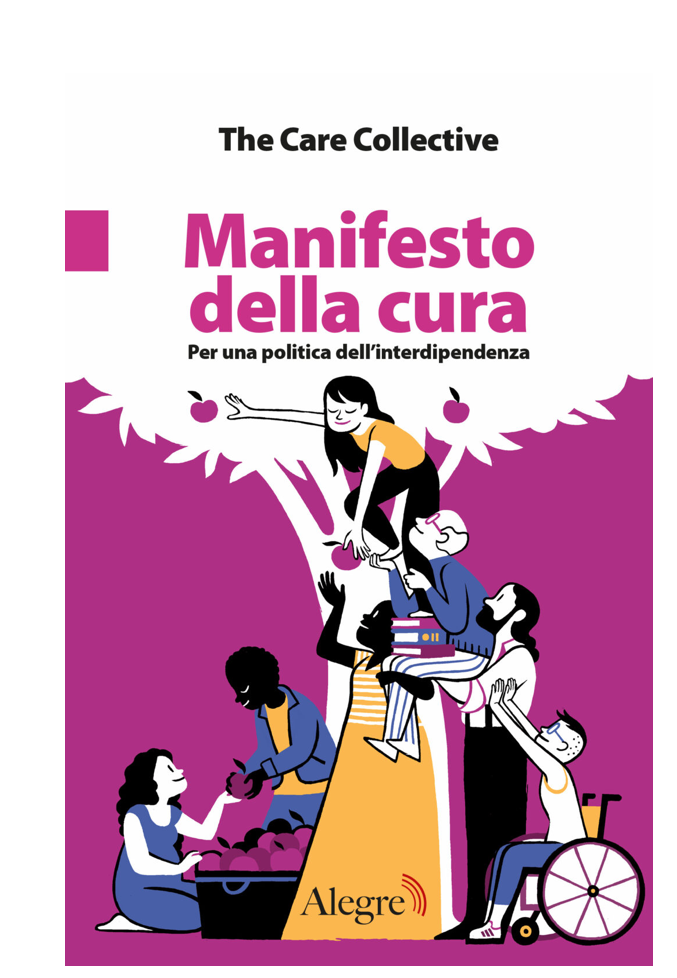 The Care Collective
Manifesto
della cura
Per una politica dell’interdipendenza
Alegre